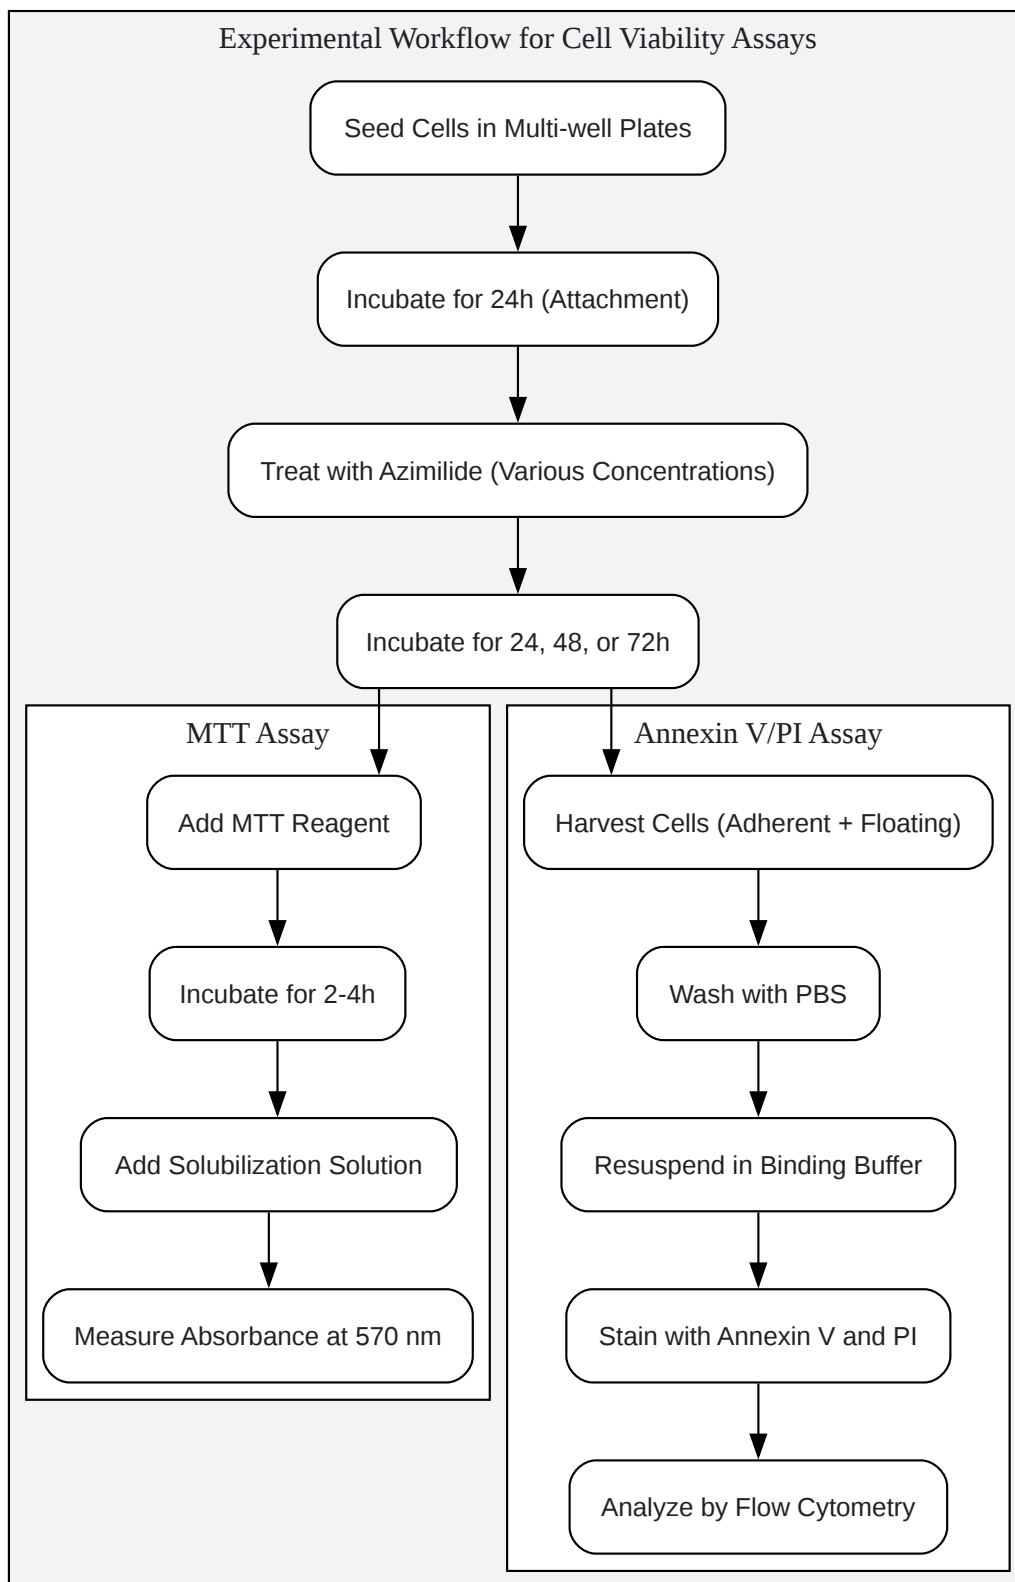 Experimental Workflow for Cell Viability Assays
Seed Cells in Multi-well Plates
Incubate for 24h (Attachment)
Treat with Azimilide (Various Concentrations)
Incubate for 24, 48, or 72h
MTT Assay
Add MTT Reagent
Incubate for 2-4h
Add Solubilization Solution
Measure Absorbance at 570 nm
Annexin V/PI Assay
Harvest Cells (Adherent + Floating)
Wash with PBS
Resuspend in Binding Buffer
Stain with Annexin V and PI
Analyze by Flow Cytometry